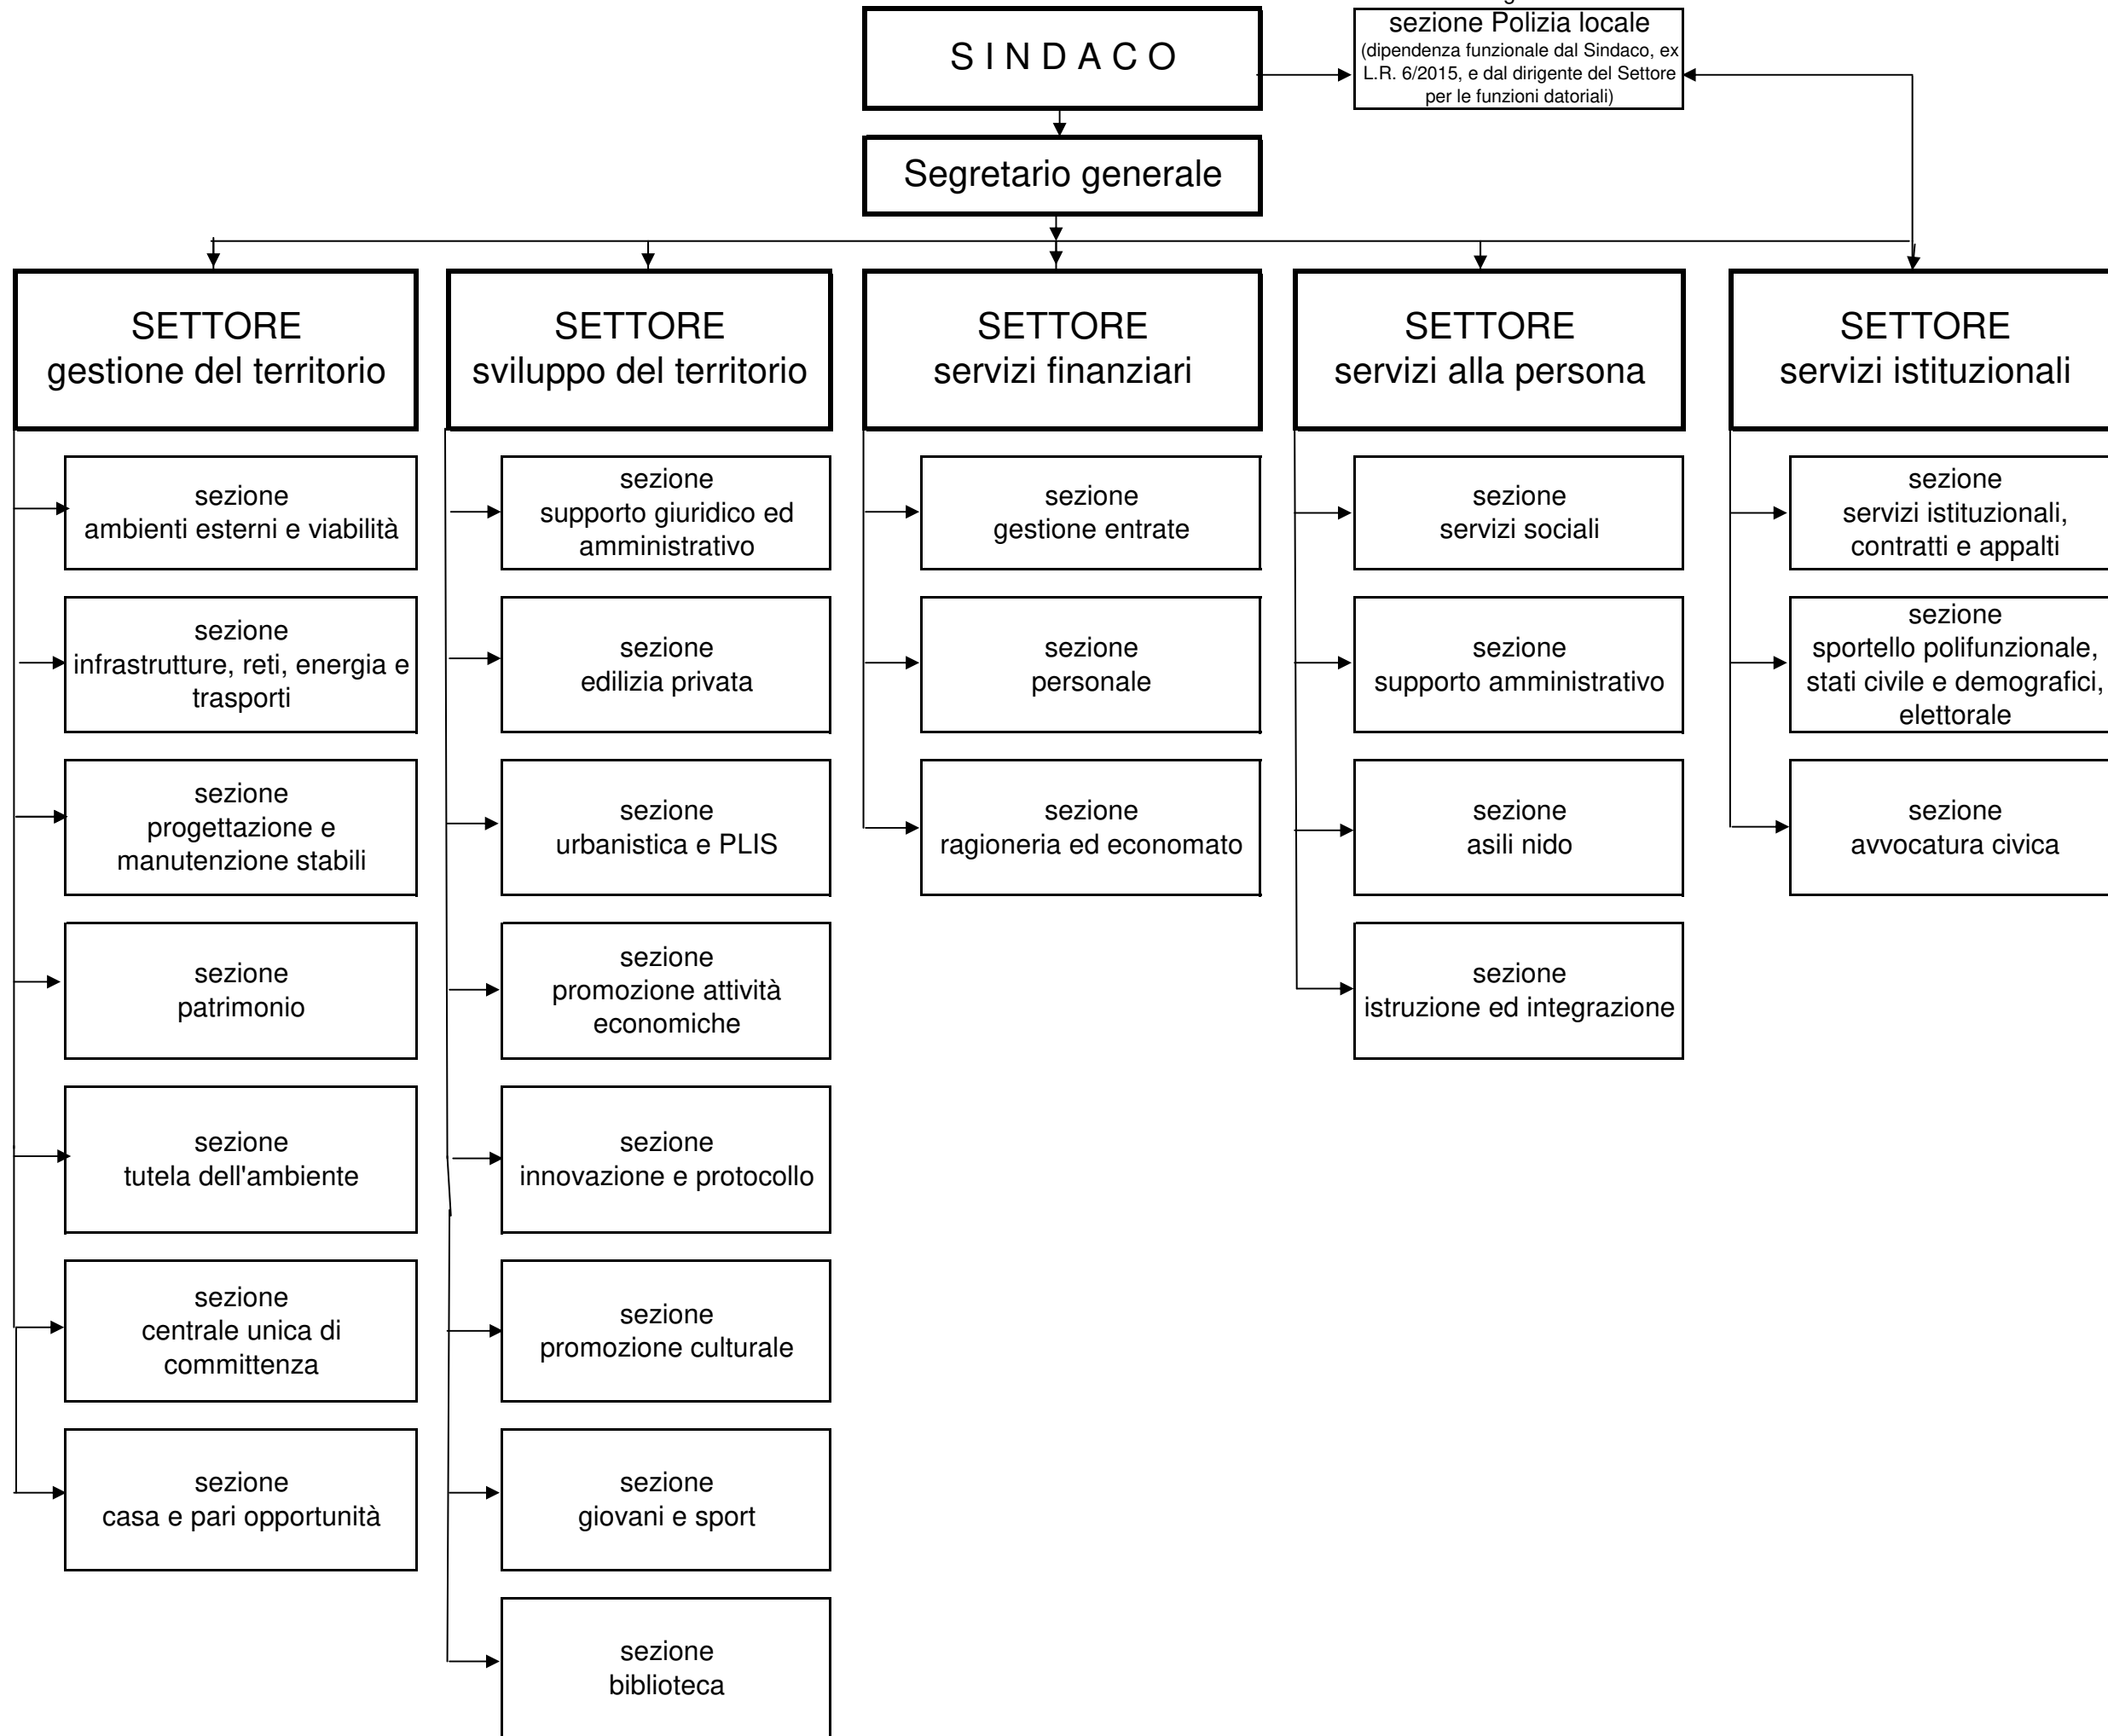 S I N D A C O
sezione Polizia locale
(dipendenza funzionale dal Sindaco, ex
L.R. 6/2015, e dal dirigente del Settore
per le funzioni datoriali)
Segretario generale
SETTORE
gestione del territorio
SETTORE
sviluppo del territorio
SETTORE
servizi finanziari
SETTORE
servizi alla persona
SETTORE
servizi istituzionali
sezione
ambienti esterni e viabilità
sezione
infrastrutture, reti, energia e
trasporti
sezione
progettazione e
manutenzione stabili
sezione
patrimonio
sezione
tutela dell'ambiente
sezione
centrale unica di
committenza
sezione
casa e pari opportunità
sezione
supporto giuridico ed
amministrativo
sezione
edilizia privata
sezione
urbanistica e PLIS
sezione
promozione attività
economiche
sezione
innovazione e protocollo
sezione
promozione culturale
sezione
giovani e sport
sezione
biblioteca
sezione
gestione entrate
sezione
personale
sezione
ragioneria ed economato
sezione
servizi sociali
sezione
supporto amministrativo
sezione
asili nido
sezione
istruzione ed integrazione
sezione
servizi istituzionali,
contratti e appalti
sezione
sportello polifunzionale,
stati civile e demografici,
elettorale
sezione
avvocatura civica